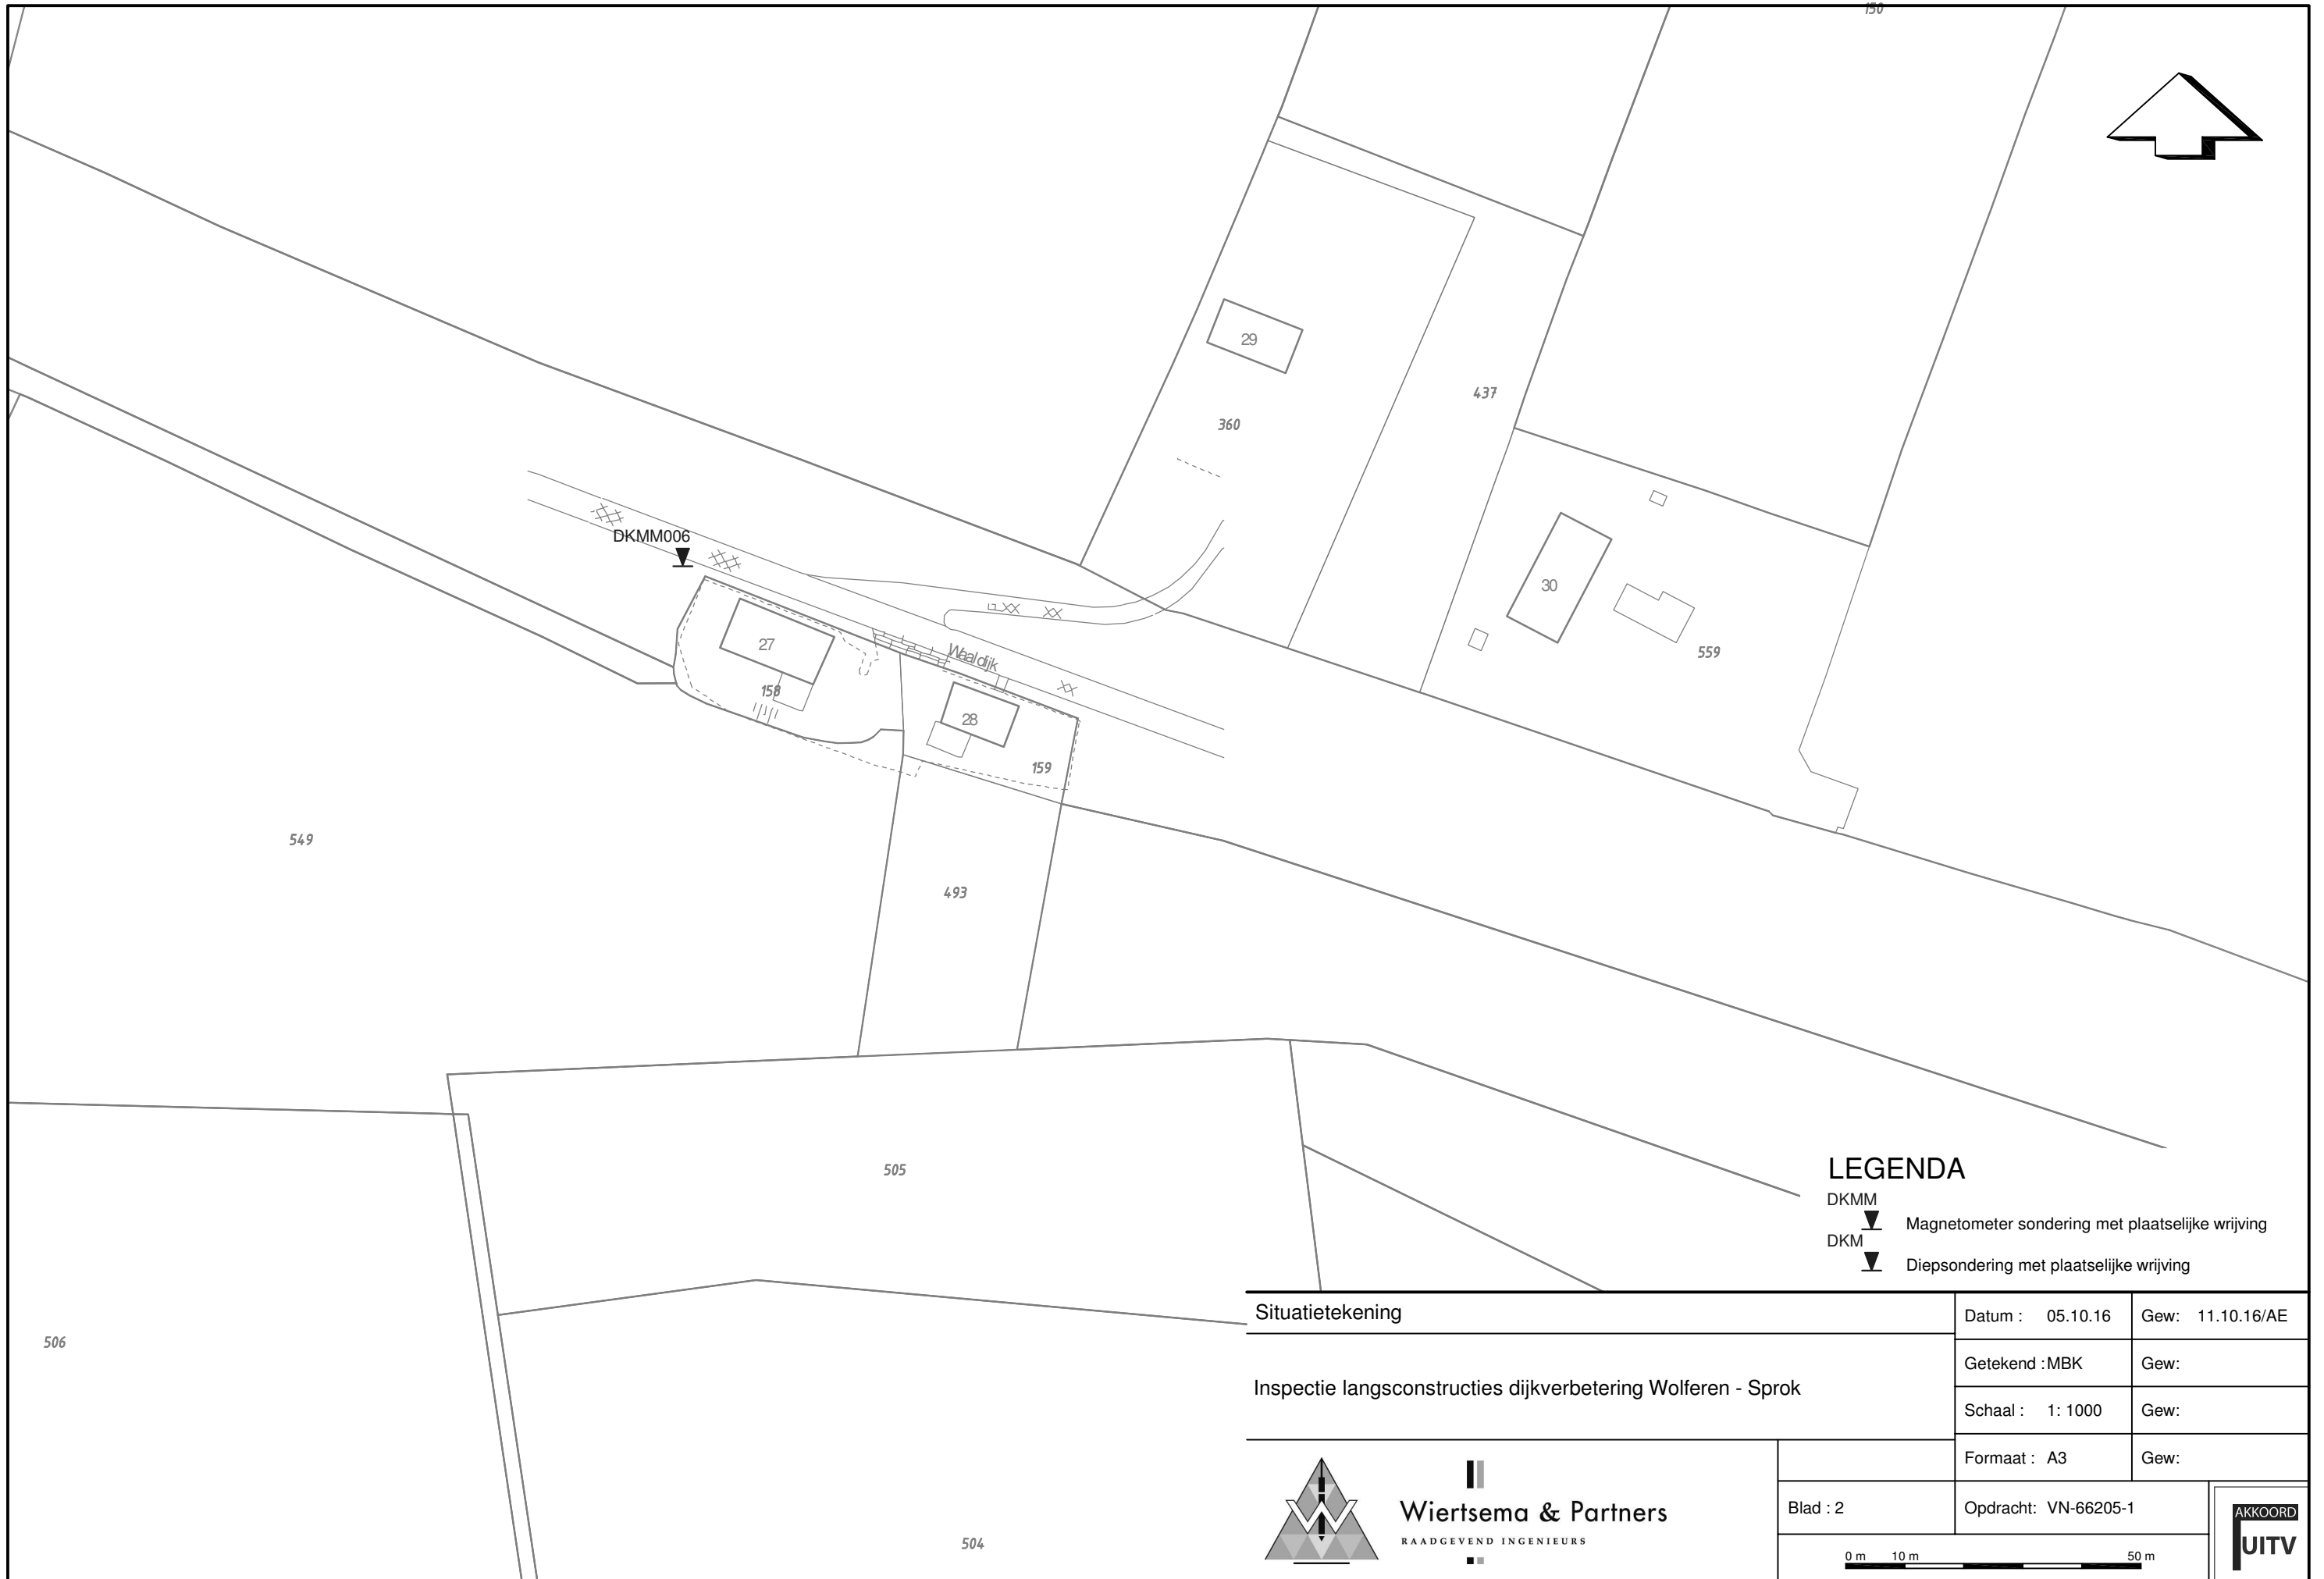 150
29
437
360
DKMM006
30
27
Waaldijk
559
158
28
159
549
493
505
506
504
LEGENDA
DKMM
Magnetometer sondering met plaatselijke wrijving
DKM
Diepsondering met plaatselijke wrijving
Situatietekening
Datum : 05.10.16
Gew: 11.10.16/AE
Inspectie langsconstructies dijkverbetering Wolferen - Sprok
Getekend : MBK
Gew:
Schaal : 1: 1000
Gew:
Formaat : A3
Gew:
Wiertsema & Partners
RAADGEVEND INGENIEURS
Blad : 2
Opdracht: VN-66205-1
0 m 10 m 50 m
AKKOORD
UITV